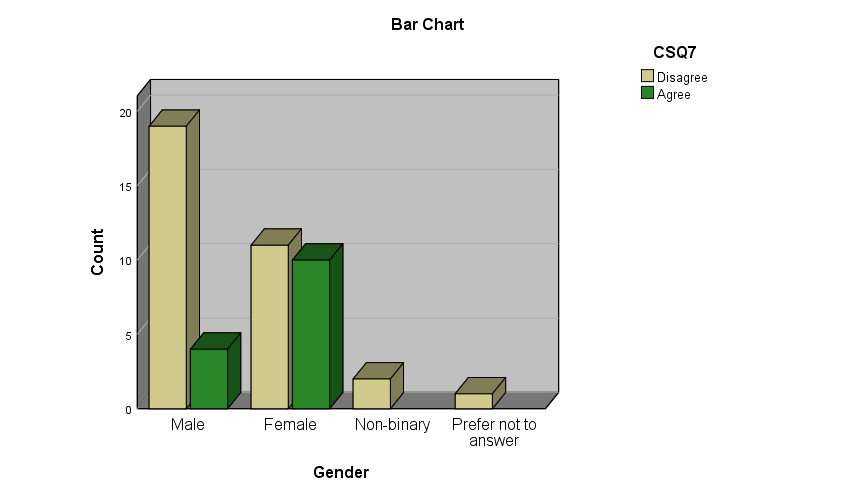 Bar Chart
CSQ7
Disagree
Agree
20
15
10
5
0
Count
Male
Female
Non-binary
Prefer not to
answer
Gender